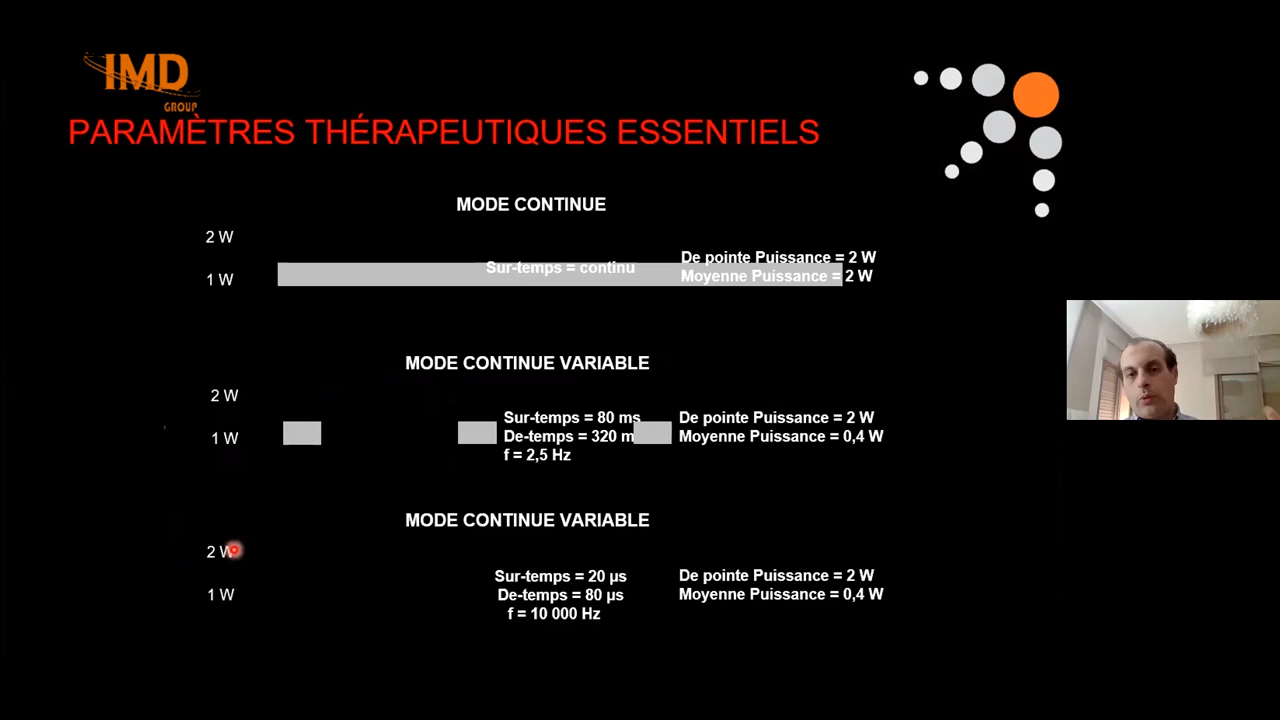 IMD
GROUP
PARAMÈTRES THÉRAPEUTIQUES ESSENTIELS
MODE CONTINUE
2 W
1 W
Sur-temps = continu
De pointe Puissance = 2 W
Moyenne Puissance = 2 W
MODE CONTINUE VARIABLE
2 W
1 W
Sur-temps = 80 ms
De-temps = 320 m
f = 2,5 Hz
De pointe Puissance = 2 W
Moyenne Puissance = 0,4 W
MODE CONTINUE VARIABLE
2 W
1 W
Sur-temps = 20 µs
De-temps = 80 µs
f = 10 000 Hz
De pointe Puissance = 2 W
Moyenne Puissance = 0,4 W